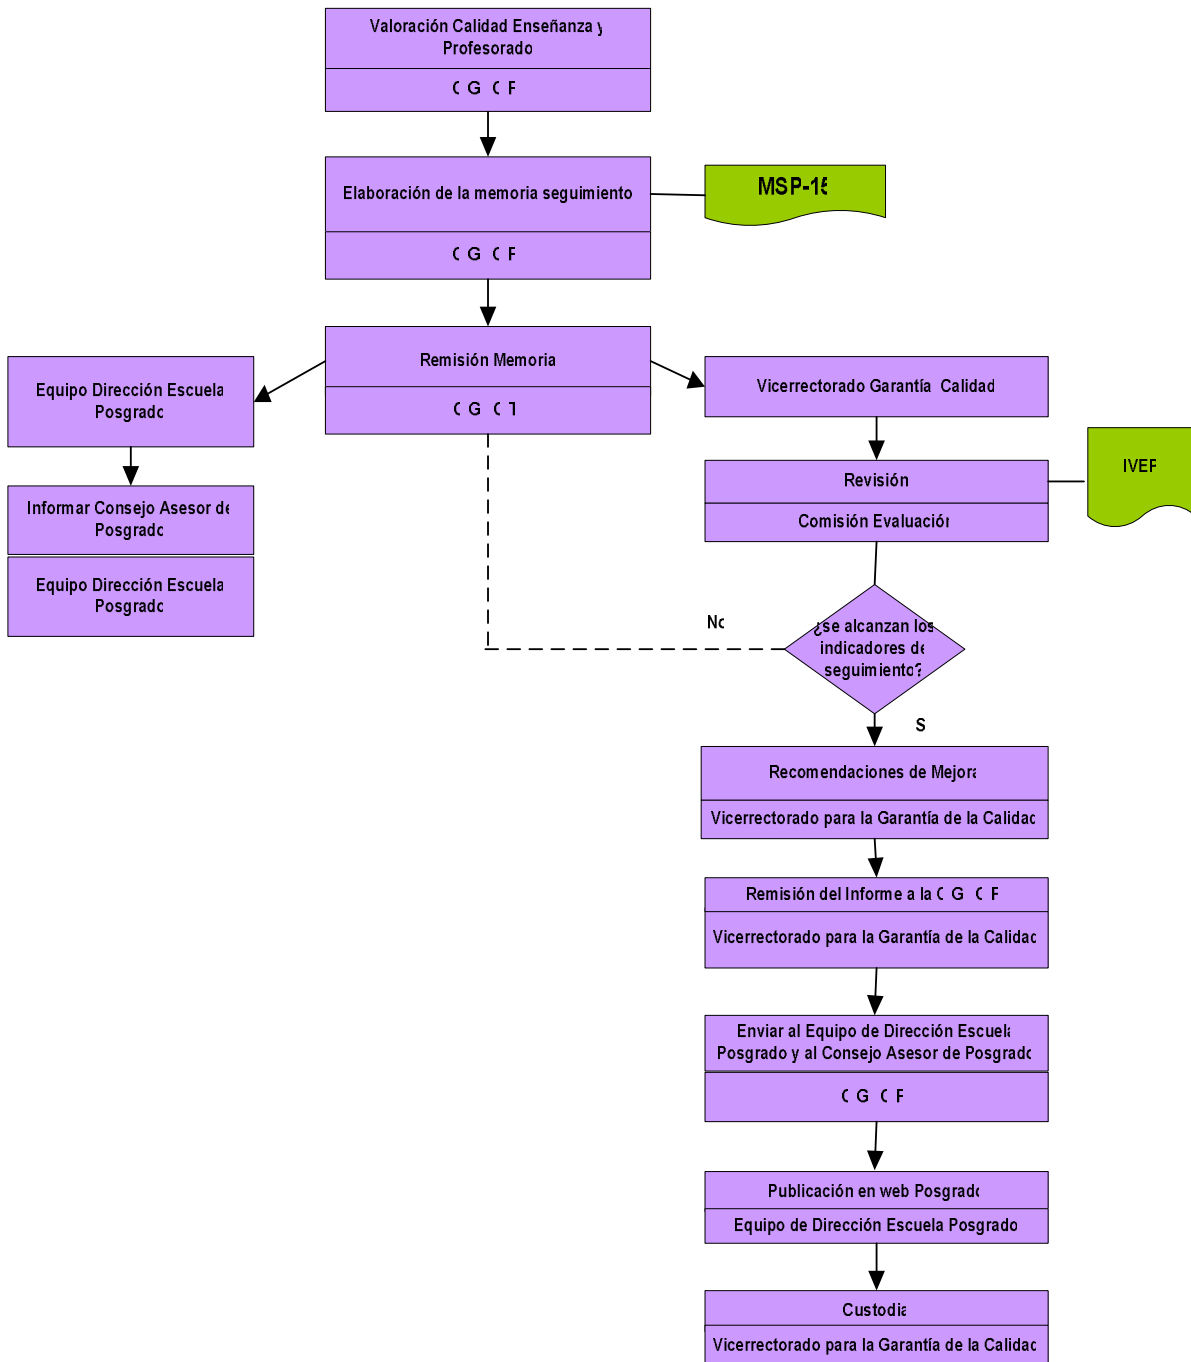 Valoración Calidad Enseñanza y
Profesorado
C G C P
Elaboración de la memoria seguimiento
C G C P
MSP-15
Remisión Memoria
C G C T
Equipo Dirección Escuela
Posgrado
Informar Consejo Asesor de
Posgrado
Equipo Dirección Escuela
Posgrado
Vicerrectorado Garantía Calidad
Revisión
Comisión Evaluación
IVEP
¿se alcanzan los
indicadores de
seguimiento?
No
S
Recomendaciones de Mejora
Vicerrectorado para la Garantía de la Calidad
Remisión del Informe a la C G C P
Vicerrectorado para la Garantía de la Calidad
Enviar al Equipo de Dirección Escuela
Posgrado y al Consejo Asesor de Posgrado
C G C P
Publicación en web Posgrado
Equipo de Dirección Escuela Posgrado
Custodia
Vicerrectorado para la Garantía de la Calidad